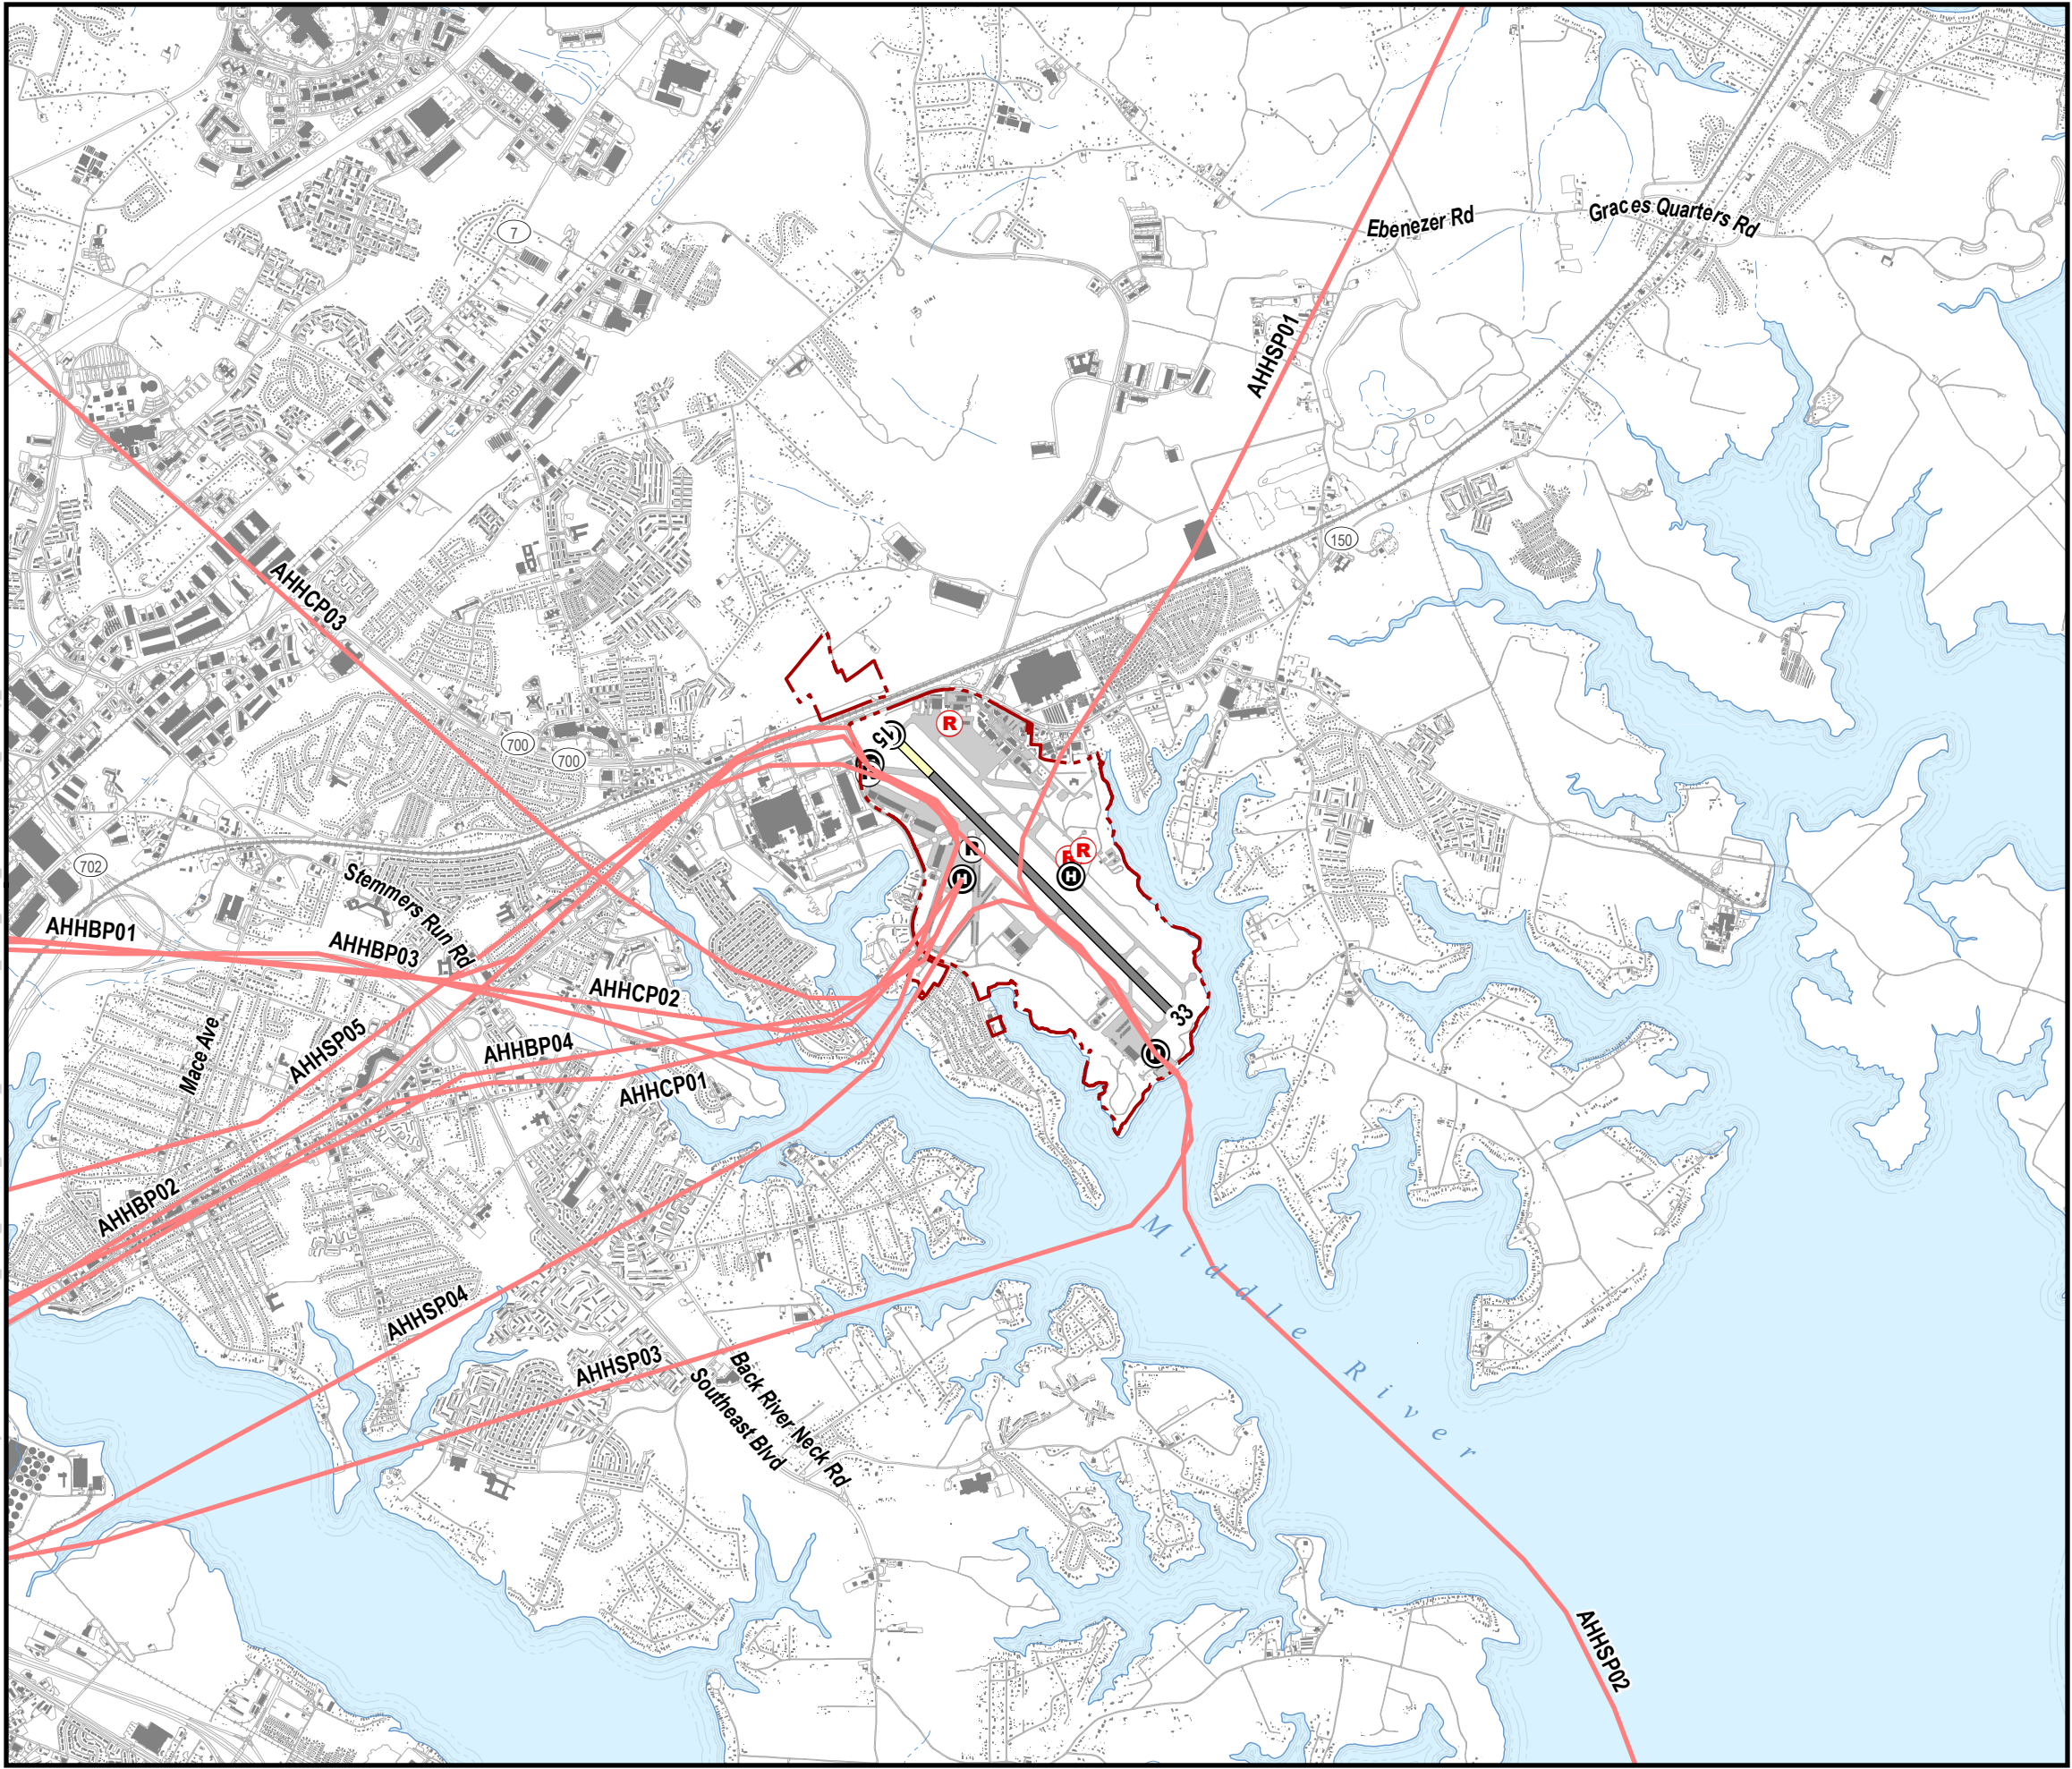 Ebenezer Rd
Graces Quarters Rd
7
AHHSP01
150
AHHCP03
R
15
700
700
H
R
R
R
H
702
Stemmers Run Rd
AHHBP01
AHHBP03
AHHCP02
33
Mace Ave
AHHSP05
AHHBP04
H
AHHCP01
AHHBP02
Middle River
AHHSP04
AHHSP03
Back River Neck Rd
Southeast Blvd
AHHSP02